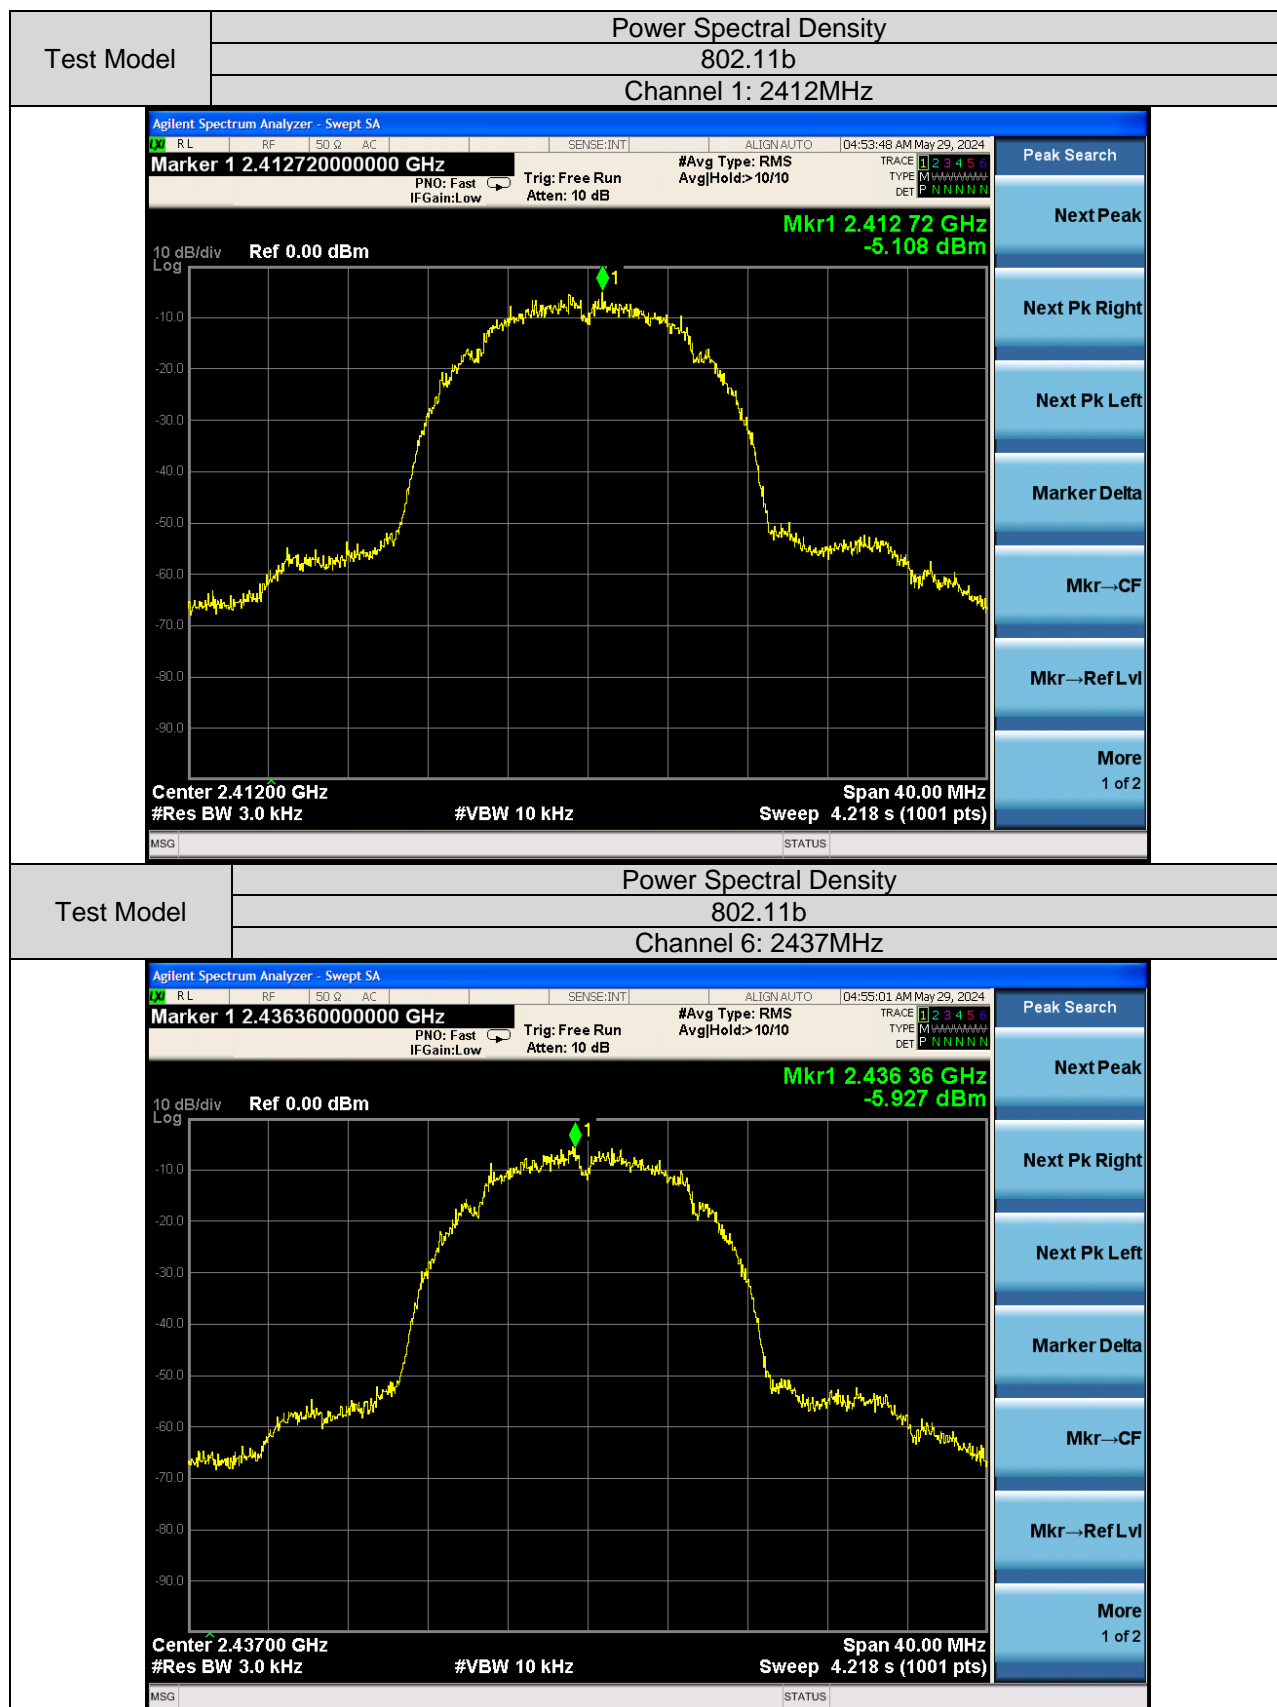 Test Model
Power Spectral Density
802.11b
Channel 1: 2412MHz
Agilent Spectrum Analyzer - Swept SA
LXI RL RF 50 Ω AC SENSE:INT ALIGN AUTO 04:53:48 AM May 29, 2024
Marker 1 2.412720000000 GHz
PNO: Fast
IFGain:Low
Trig: Free Run
Atten: 10 dB
#Avg Type: RMS
Avg|Hold:>10/10
TRACE 1 2 3 4 5 6
TYPE M
DET P N N N N N
Mkr1 2.412 72 GHz
-5.108 dBm
10 dB/div Ref 0.00 dBm
Log
1
-10.0
-20.0
-30.0
-40.0
-50.0
-60.0
-70.0
-80.0
-90.0
Center 2.41200 GHz Span 40.00 MHz
#Res BW 3.0 kHz #VBW 10 kHz Sweep 4.218 s (1001 pts)
MSG STATUS
Peak Search
Next Peak
Next Pk Right
Next Pk Left
Marker Delta
Mkr→CF
Mkr→Ref Lvl
More
1 of 2
Test Model
Power Spectral Density
802.11b
Channel 6: 2437MHz
Agilent Spectrum Analyzer - Swept SA
LXI RL RF 50 Ω AC SENSE:INT ALIGN AUTO 04:55:01 AM May 29, 2024
Marker 1 2.436360000000 GHz
PNO: Fast
IFGain:Low
Trig: Free Run
Atten: 10 dB
#Avg Type: RMS
Avg|Hold:>10/10
TRACE 1 2 3 4 5 6
TYPE M
DET P N N N N N
Mkr1 2.436 36 GHz
-5.927 dBm
10 dB/div Ref 0.00 dBm
Log
1
-10.0
-20.0
-30.0
-40.0
-50.0
-60.0
-70.0
-80.0
-90.0
Center 2.43700 GHz Span 40.00 MHz
#Res BW 3.0 kHz #VBW 10 kHz Sweep 4.218 s (1001 pts)
MSG STATUS
Peak Search
Next Peak
Next Pk Right
Next Pk Left
Marker Delta
Mkr→CF
Mkr→Ref Lvl
More
1 of 2